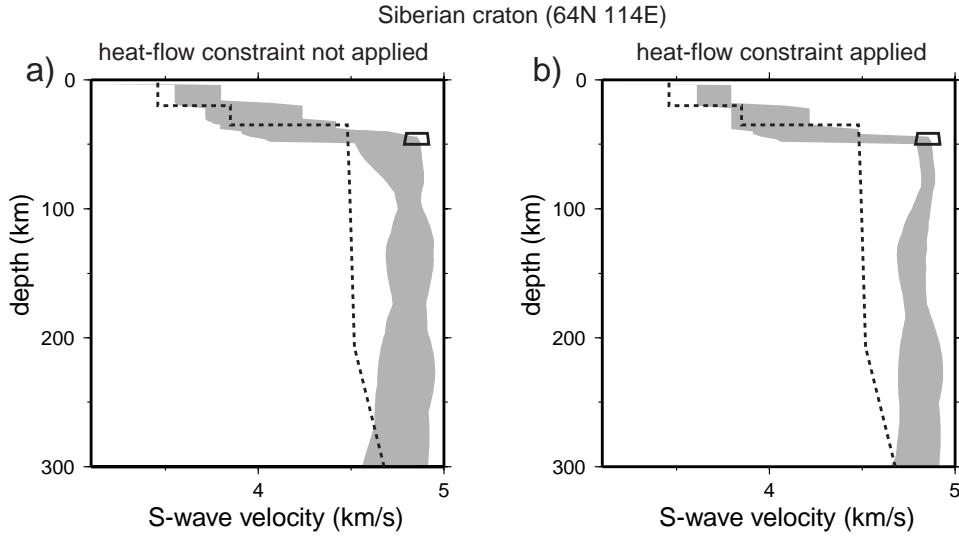 Siberian craton (64N 114E)
heat-flow constraint not applied
a)
0
100
200
300
depth (km)
4
5
S-wave velocity (km/s)
heat-flow constraint applied
b)
0
100
200
300
depth (km)
4
5
S-wave velocity (km/s)